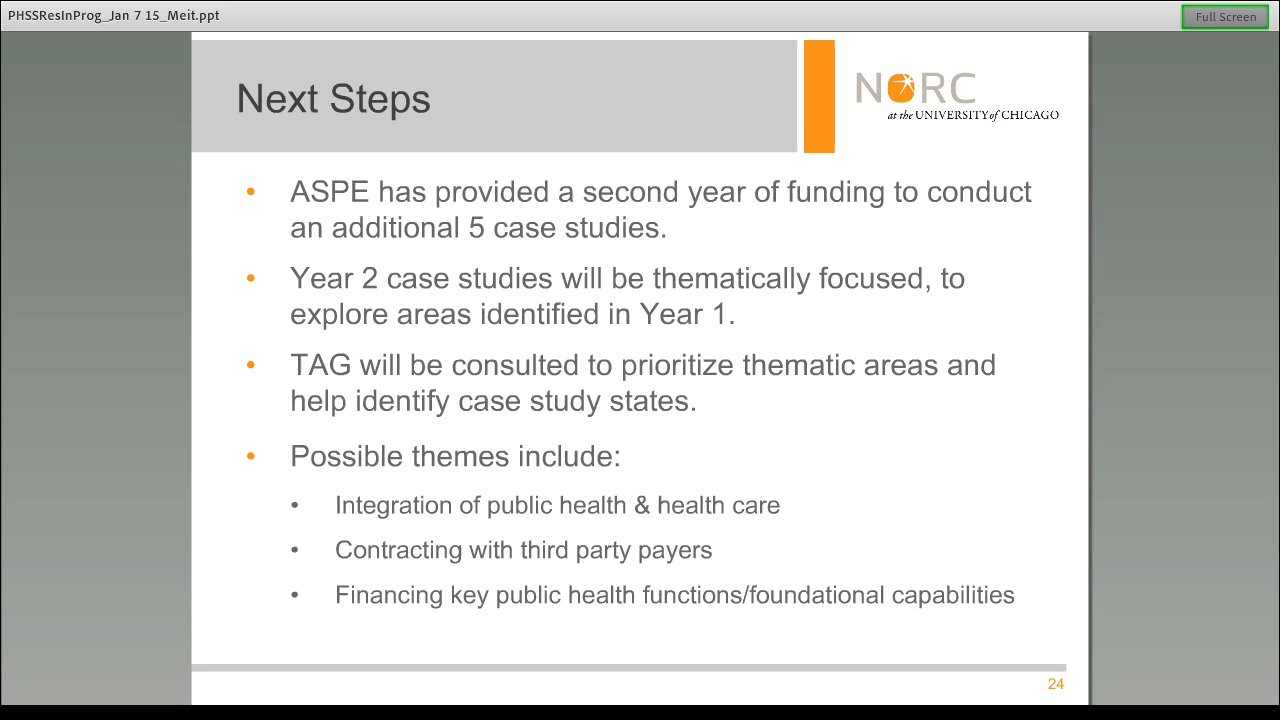 PHSSResInProg_Jan 7 15_Meit.ppt
Full Screen
Next Steps
NORC
at the UNIVERSITY of CHICAGO
• ASPE has provided a second year of funding to conduct
an additional 5 case studies.
• Year 2 case studies will be thematically focused, to
explore areas identified in Year 1.
• TAG will be consulted to prioritize thematic areas and
help identify case study states.
• Possible themes include:
• Integration of public health & health care
• Contracting with third party payers
• Financing key public health functions/foundational capabilities
24